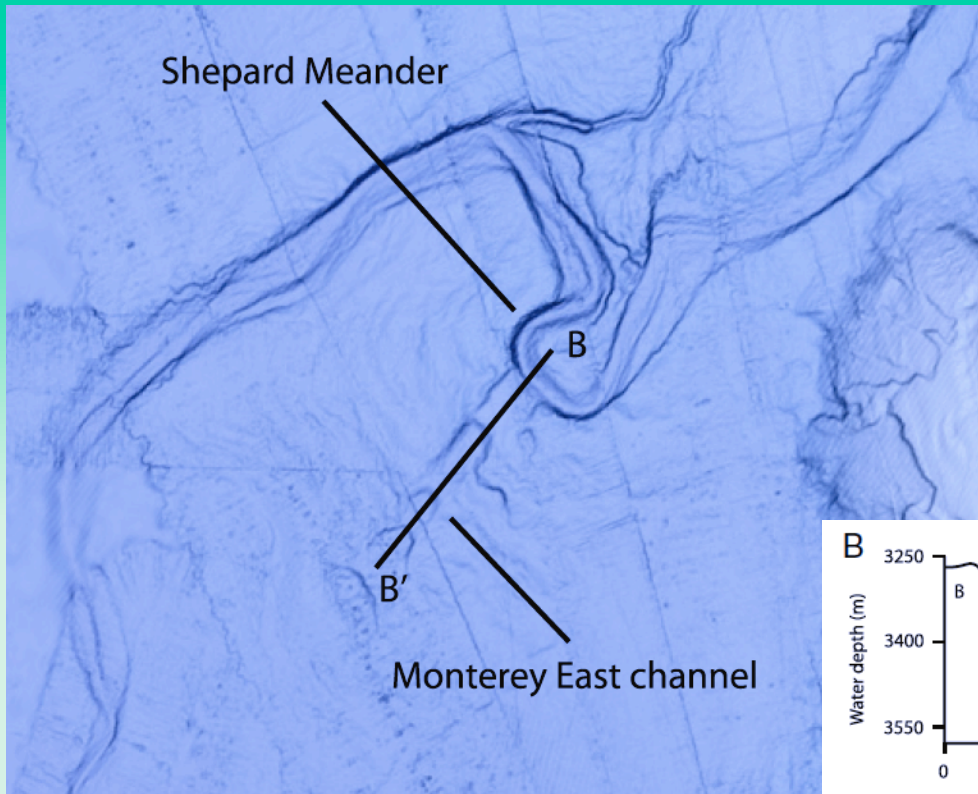 Shepard Meander
B
B′
Monterey East channel
B
3250
B
3400
3550
0
Water depth (m)